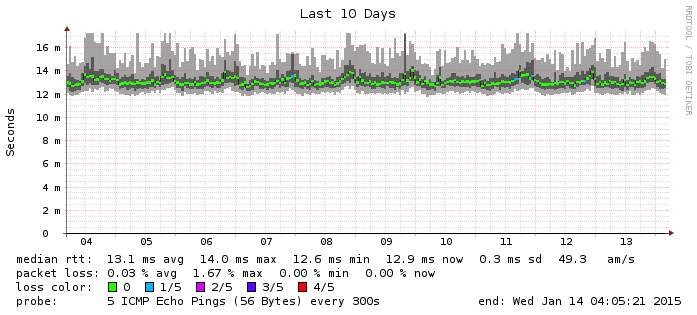 Last 10 Days
RRDTOOL / TOBI OETIKER
Seconds
16 m
14 m
12 m
10 m
8 m
6 m
4 m
2 m
0
04 05 06 07 08 09 10 11 12 13
median rtt: 13.1 ms avg 14.0 ms max 12.6 ms min 12.9 ms now 0.3 ms sd 49.3 am/s
packet loss: 0.03 % avg 1.67 % max 0.00 % min 0.00 % now
loss color: 0 1/5 2/5 3/5 4/5
probe: 5 ICMP Echo Pings (56 Bytes) every 300s end: Wed Jan 14 04:05:21 2015